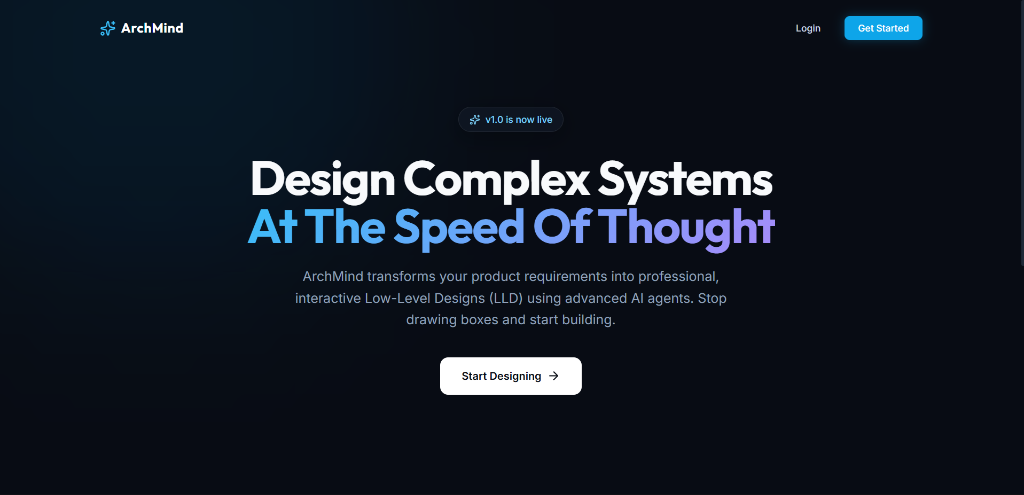 ArchMind
Login
Get Started
v1.0 is now live
Design Complex Systems
At The Speed Of Thought
ArchMind transforms your product requirements into professional,
interactive Low-Level Designs (LLD) using advanced AI agents. Stop
drawing boxes and start building.
Start Designing